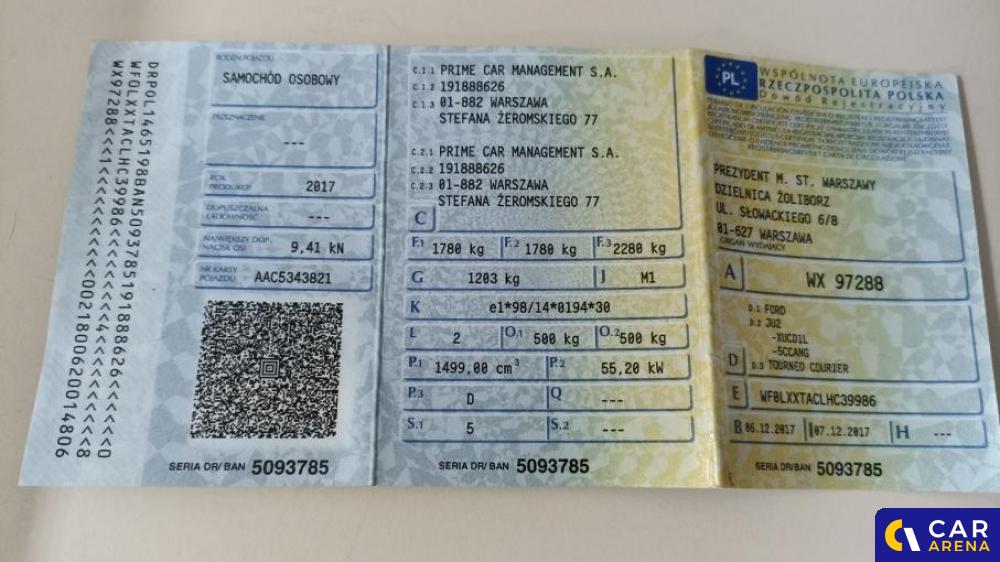 DRPPL1465198BAN5093785191888626<<<<<0
WF0LXXTACLHC39986<<<<<<<<4<<<<<<<<8
WX97288<<<1<<<<<<<<<<<<0021800620014806
RODZAJ POJAZDU
SAMOCHÓD OSOBOWY
PRZEZNACZENIE
---
ROK PRODUKCJI 2017
DOPUSZCZALNA ŁADOWNOŚĆ ---
NAJWIĘKSZY DOP. NACISK OSI 9,41 kN
NR KARTY POJAZDU AAC5343821
SERIA DR/BAN 5093785
C.1.1 PRIME CAR MANAGEMENT S.A.
C.1.2 191888626
C.1.3 01-882 WARSZAWA
STEFANA ŻEROMSKIEGO 77
C.2.1 PRIME CAR MANAGEMENT S.A.
C.2.2 191888626
C.2.3 01-882 WARSZAWA
STEFANA ŻEROMSKIEGO 77
C
F.1 1780 kg F.2 1780 kg F.3 2280 kg
G 1203 kg J M1
K e1*98/14*0194*30
L 2 O.1 500 kg O.2 500 kg
P.1 1499,00 cm³ P.2 55,20 kW
P.3 D Q ---
S.1 5 S.2 ---
SERIA DR/BAN 5093785
PL
WSPÓLNOTA EUROPEJSKA
RZECZPOSPOLITA POLSKA
Dowód Rejestracyjny
PREZYDENT M. ST. WARSZAWY
DZIELNICA ŻOLIBORZ
UL. SŁOWACKIEGO 6/8
01-627 WARSZAWA
ORGAN WYDAJĄCY
A WX 97288
D.1 FORD
D.2 JU2
-XUCD1L
-5CCANG
D D.3 TOURNED COURIER
E WF0LXXTACLHC39986
B 06.12.2017 I 07.12.2017 H ---
SERIA DR/BAN 5093785
CAR
ARENA